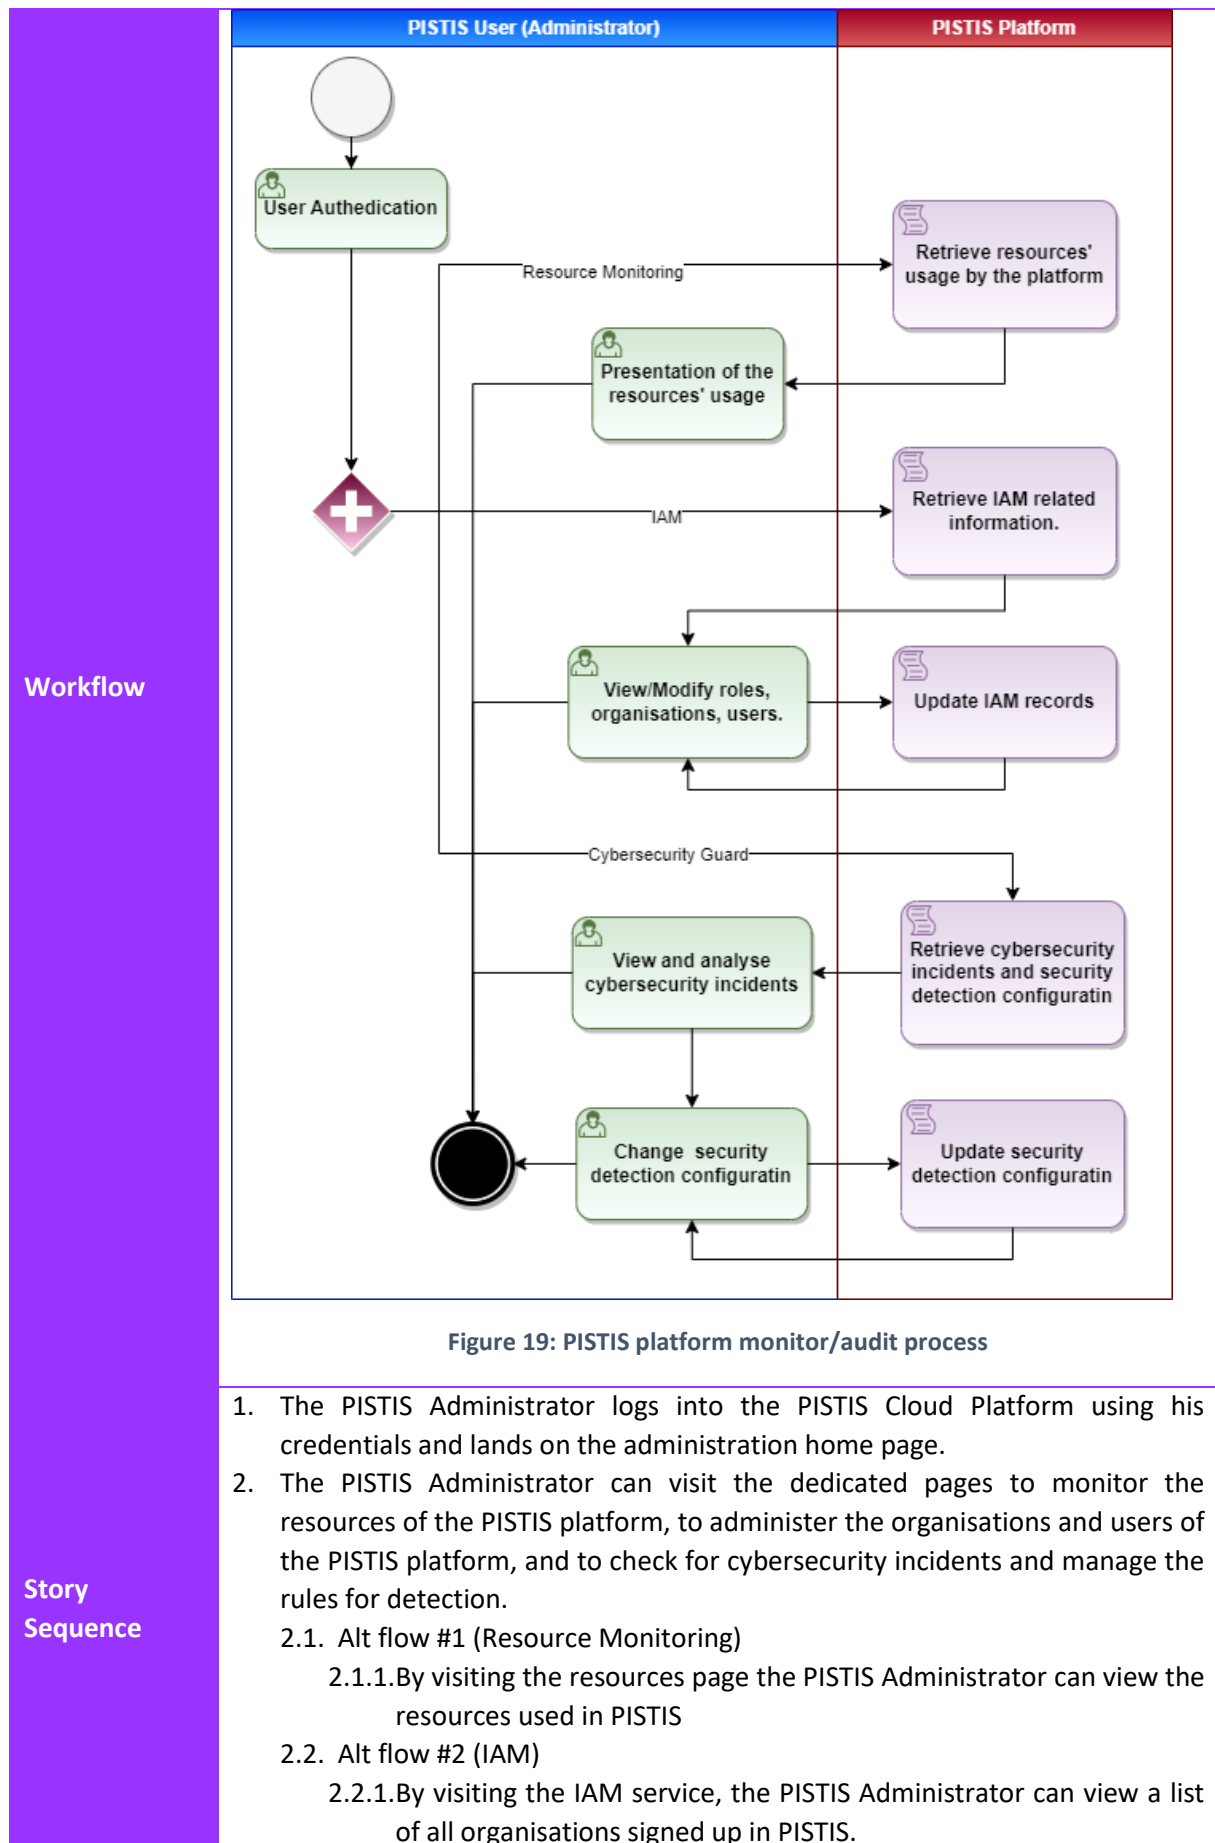 PISTIS User (Administrator)
PISTIS Platform
User Authedication
Retrieve resources'
usage by the platform
Resource Monitoring
Presentation of the
resources' usage
Retrieve IAM related
information.
IAM
Workflow
View/Modify roles,
organisations, users.
Update IAM records
Cybersecurity Guard
View and analyse
cybersecurity incidents
Retrieve cybersecurity
incidents and security
detection configuratin
Change security
detection configuratin
Update security
detection configuratin
Figure 19: PISTIS platform monitor/audit process
Story
Sequence
1. The PISTIS Administrator logs into the PISTIS Cloud Platform using his
credentials and lands on the administration home page.
2. The PISTIS Administrator can visit the dedicated pages to monitor the
resources of the PISTIS platform, to administer the organisations and users of
the PISTIS platform, and to check for cybersecurity incidents and manage the
rules for detection.
2.1. Alt flow #1 (Resource Monitoring)
2.1.1.By visiting the resources page the PISTIS Administrator can view the
resources used in PISTIS
2.2. Alt flow #2 (IAM)
2.2.1.By visiting the IAM service, the PISTIS Administrator can view a list
of all organisations signed up in PISTIS.